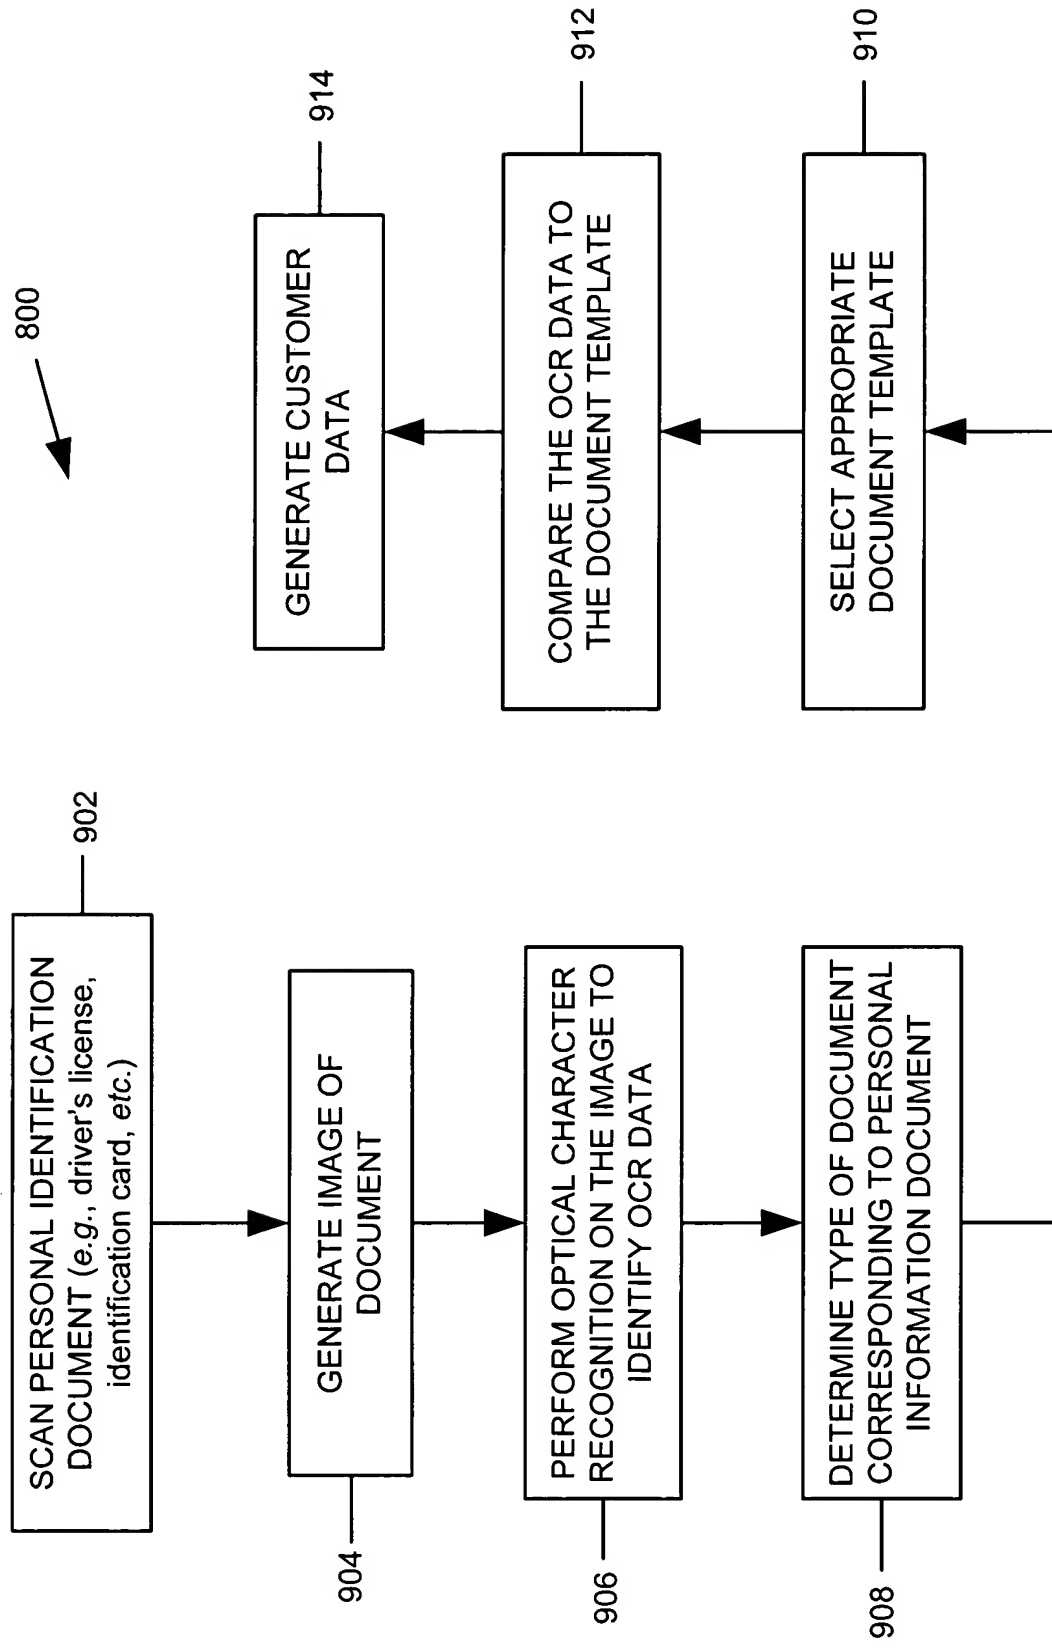 800
SCAN PERSONAL IDENTIFICATION
DOCUMENT (e.g., driver's license,
identification card, etc.)
902
GENERATE IMAGE OF
DOCUMENT
904
PERFORM OPTICAL CHARACTER
RECOGNITION ON THE IMAGE TO
IDENTIFY OCR DATA
906
DETERMINE TYPE OF DOCUMENT
CORRESPONDING TO PERSONAL
INFORMATION DOCUMENT
908
SELECT APPROPRIATE
DOCUMENT TEMPLATE
910
COMPARE THE OCR DATA TO
THE DOCUMENT TEMPLATE
912
GENERATE CUSTOMER
DATA
914